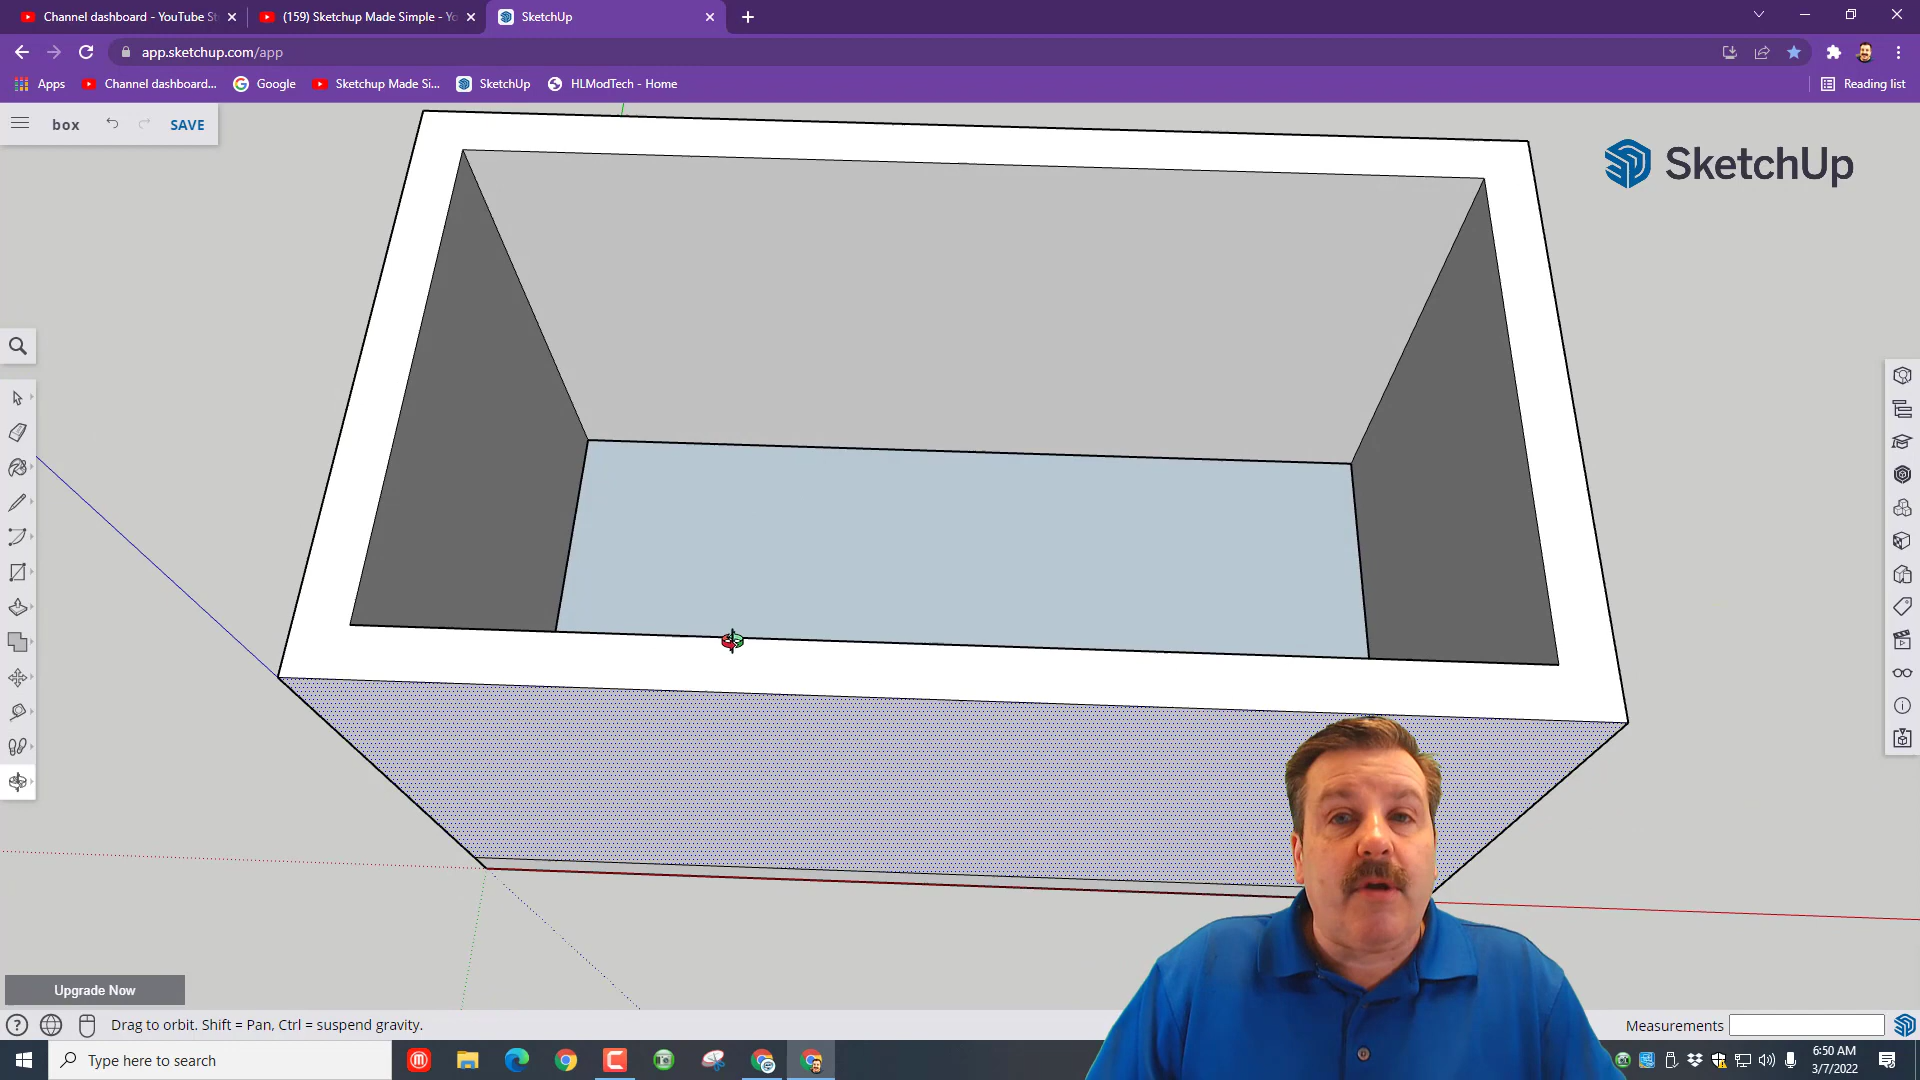 Channel dashboard - YouTube St
(159) Sketchup Made Simple - Yo
SketchUp
app.sketchup.com/app
Apps
Channel dashboard...
Google
Sketchup Made Si...
SketchUp
HLModTech - Home
Reading list
box
SAVE
SketchUp
Upgrade Now
Drag to orbit. Shift = Pan, Ctrl = suspend gravity.
Measurements
Type here to search
6:50 AM
3/7/2022